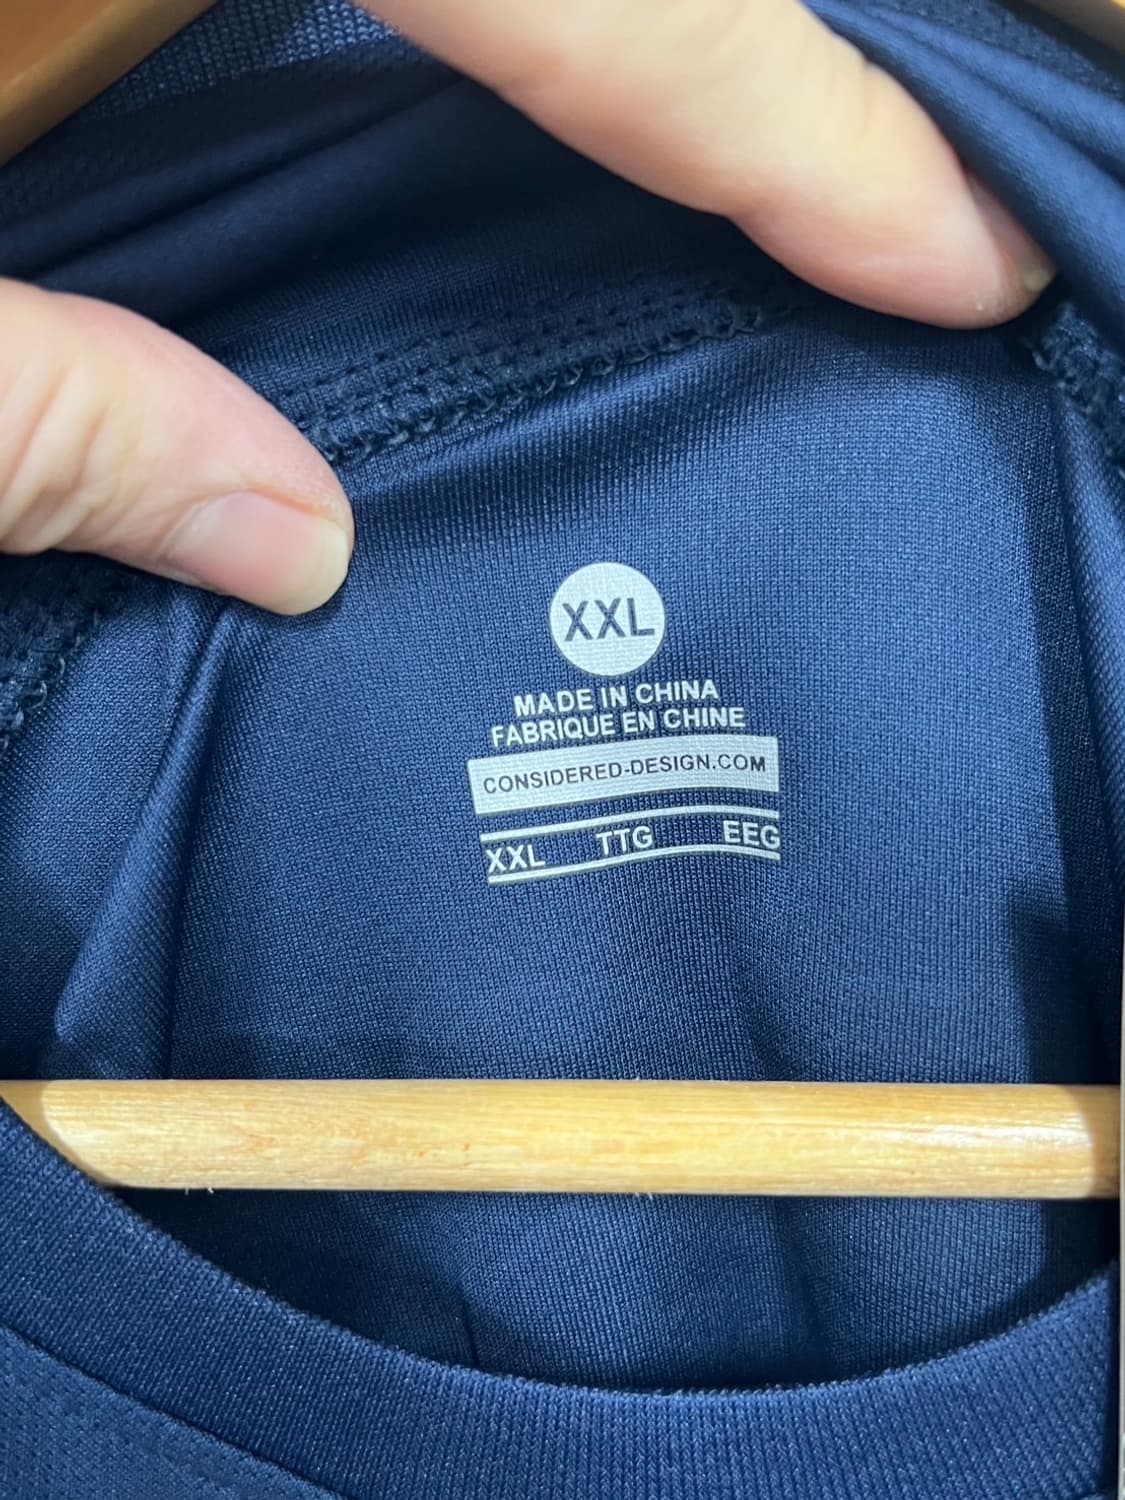 XXL
MADE IN CHINA
FABRIQUE EN CHINE
CONSIDERED-DESIGN.COM
XXL TTG EEG